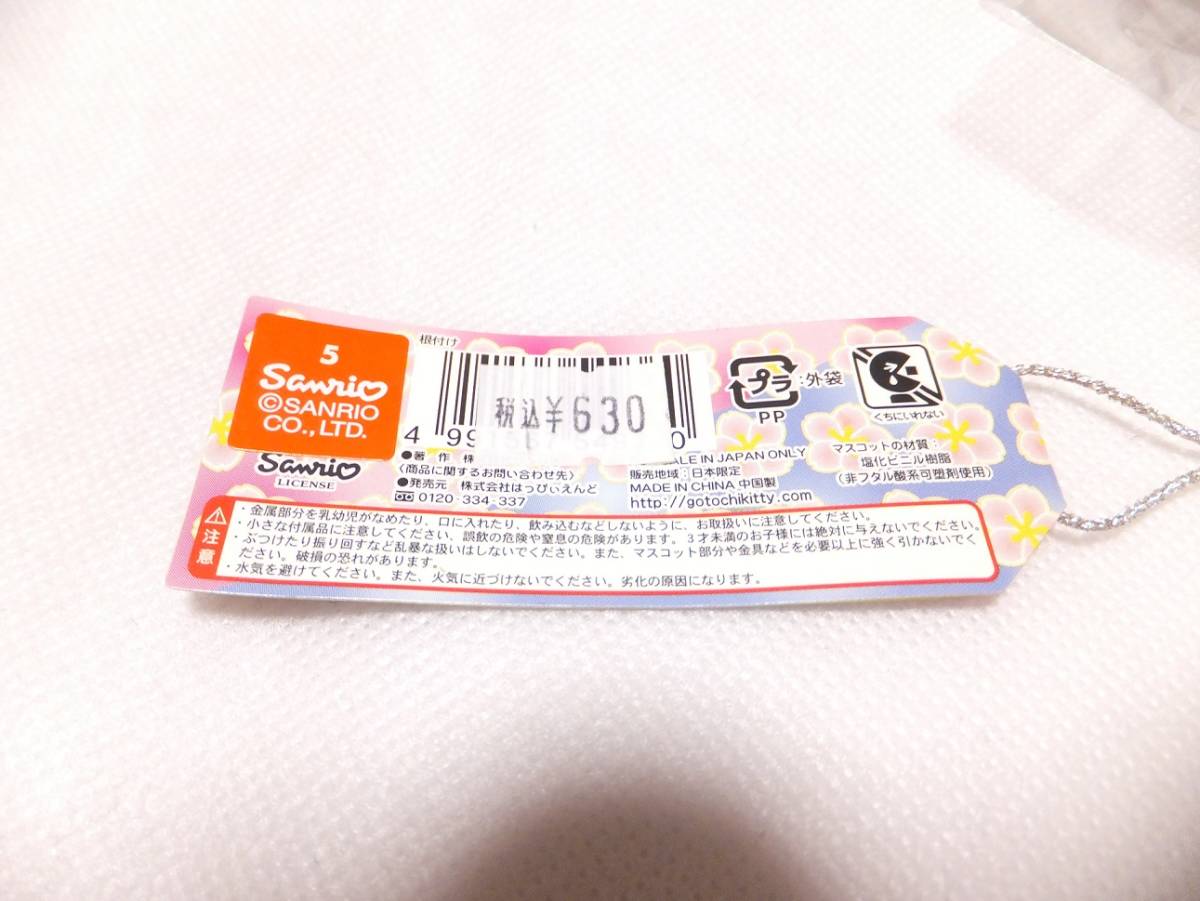 5
Sanrio
©SANRIO
CO., LTD.
Sanrio
LICENSE
根付け
税込¥630
4 99
0
●著 作 株
〈商品に関するお問い合わせ先〉
●発売元 株式会社はっぴぃえんど
0120-334-337
ALE IN JAPAN ONLY
販売地域:日本限定
MADE IN CHINA 中国製
http://gotochikitty.com
プラ:外袋
PP
くちにいれない
マスコットの材質:
塩化ビニル樹脂
(非フタル酸系可塑剤使用)
注意
・金属部分を乳幼児がなめたり、口に入れたり、飲み込むなどしないように、お取扱いに注意してください。
・小さな付属品に注意してください、誤飲の危険や窒息の危険があります。3才未満のお子様には絶対に与えないでください。
・ぶつけたり振り回すなど乱暴な扱いはしないでください。また、マスコット部分や金具などを必要以上に強く引かないでく
ださい。破損の恐れがあります。
・水気を避けてください。また、火気に近づけないでください。劣化の原因になります。